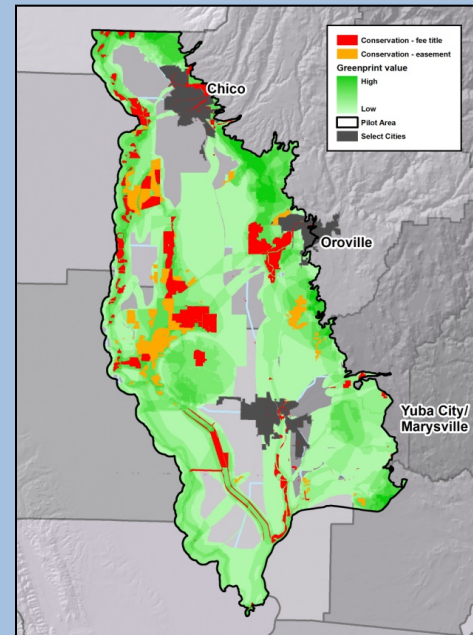 Conservation - fee title
Conservation - easement
Greenprint value
High
Low
Pilot Area
Select Cities
Chico
Oroville
Yuba City/
Marysville